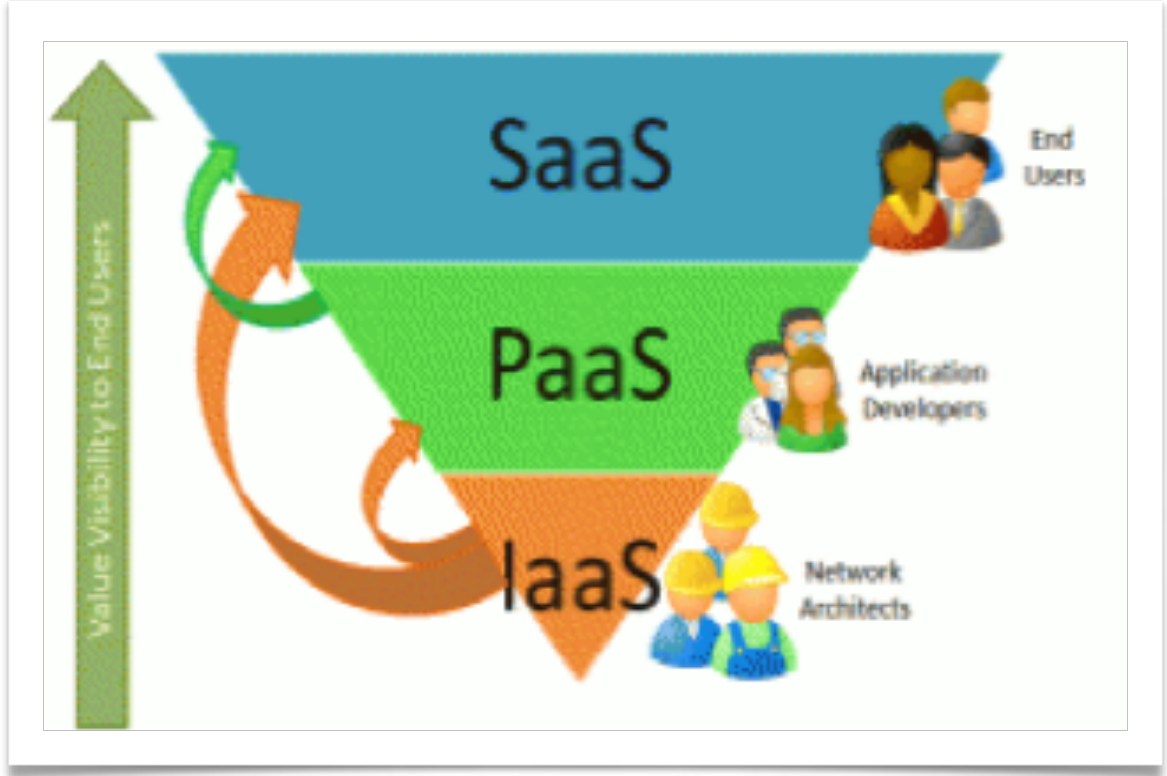 SaaS
End
Users
PaaS
Application
Developers
IaaS
Network
Architects
Value Visibility to End Users